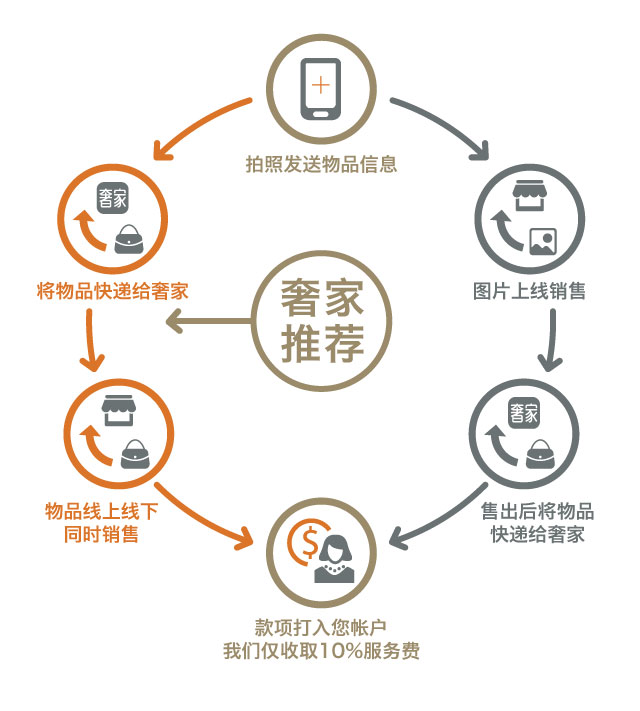 拍照发送物品信息
奢家
将物品快递给奢家
图片上线销售
奢家
推荐
奢家
物品线上线下
同时销售
售出后将物品
快递给奢家
$
款项打入您帐户
我们仅收取10%服务费